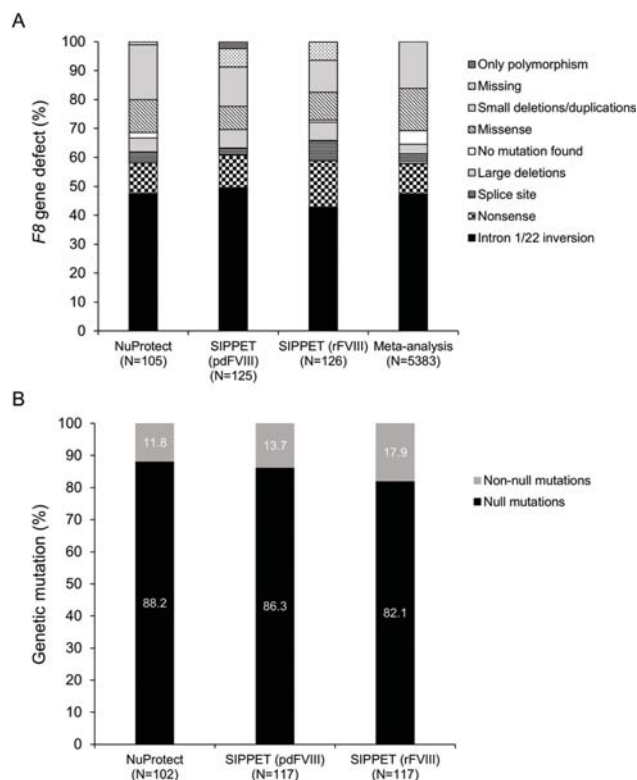 A
F8 gene defect (%)
100
90
80
70
60
50
40
30
20
10
0
NuProtect
(N=105)
SIPPET
(pdFVIII)
(N=125)
SIPPET (rFVIII)
(N=126)
Meta-analysis
(N=5383)
Only polymorphism
Missing
Small deletions/duplications
Missense
No mutation found
Large deletions
Splice site
Nonsense
Intron 1/22 inversion
B
Genetic mutation (%)
100
90
80
70
60
50
40
30
20
10
0
11.8
13.7
17.9
88.2
86.3
82.1
NuProtect
(N=102)
SIPPET (pdFVIII)
(N=117)
SIPPET (rFVIII)
(N=117)
Non-null mutations
Null mutations